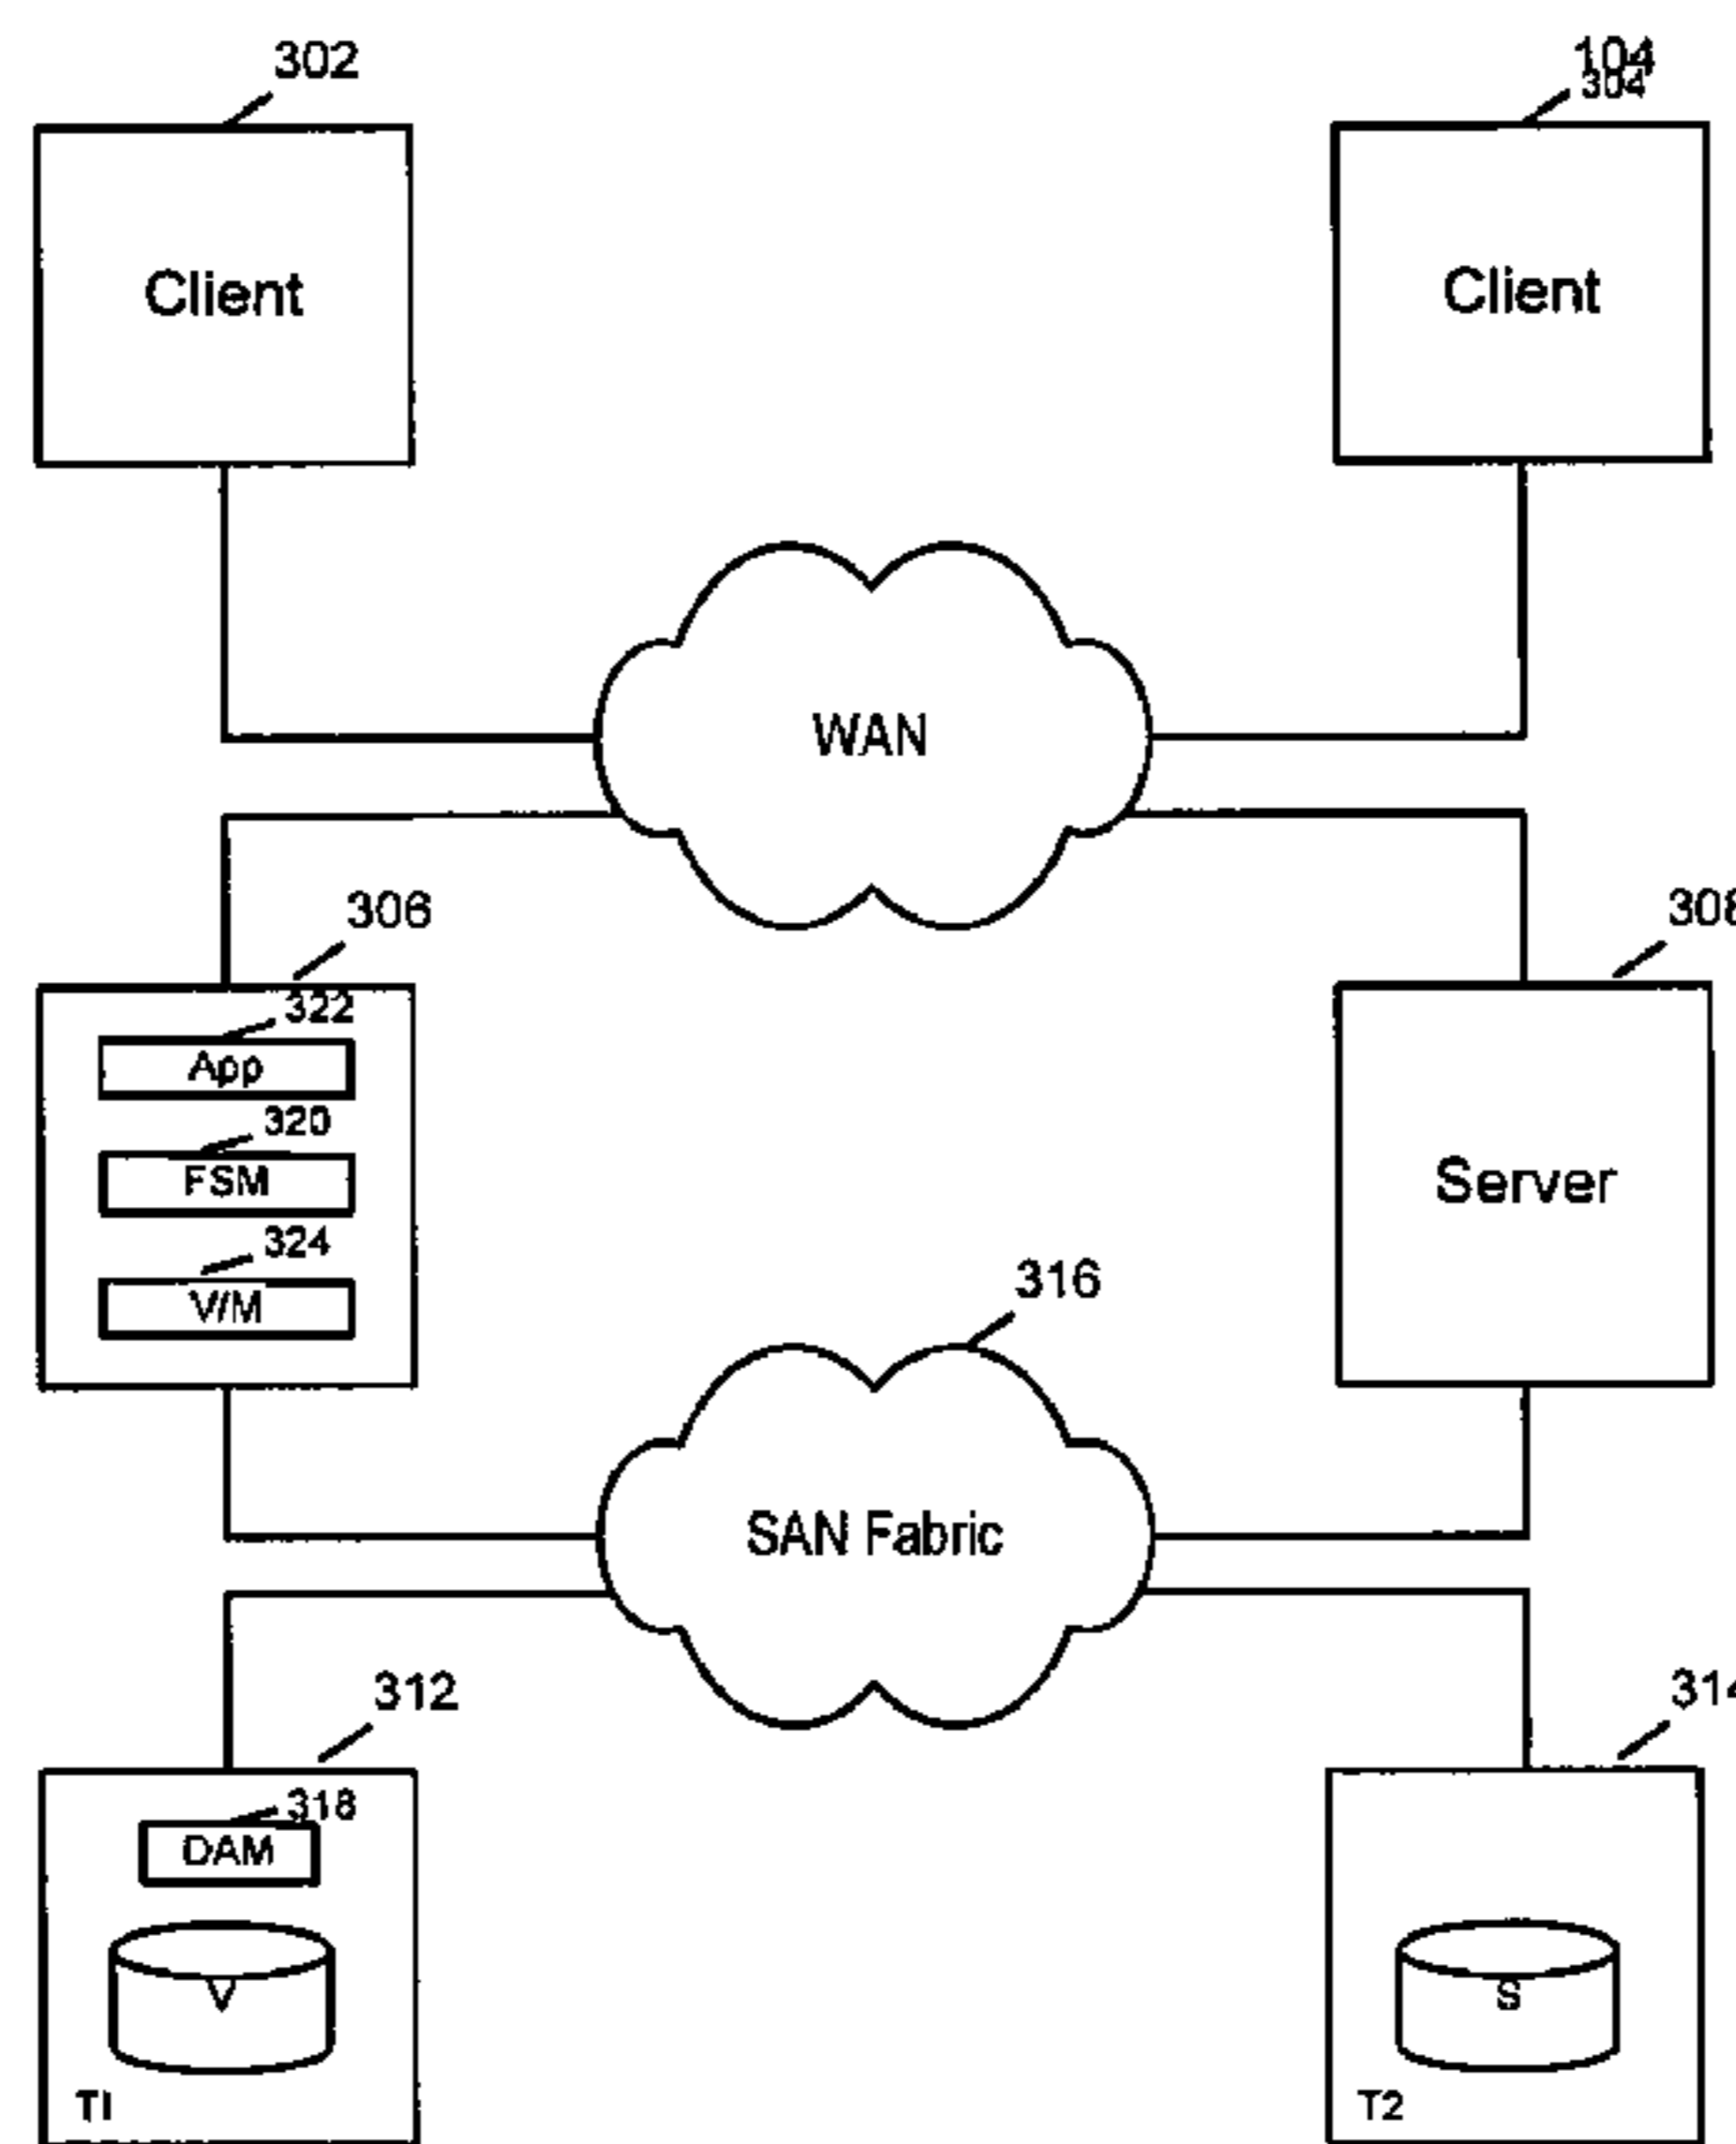 302
104
304
Client
Client
WAN
306
308
322
App
320
FSM
324
V/M
Server
316
SAN Fabric
312
314
318
DAM
V
S
T1
T2